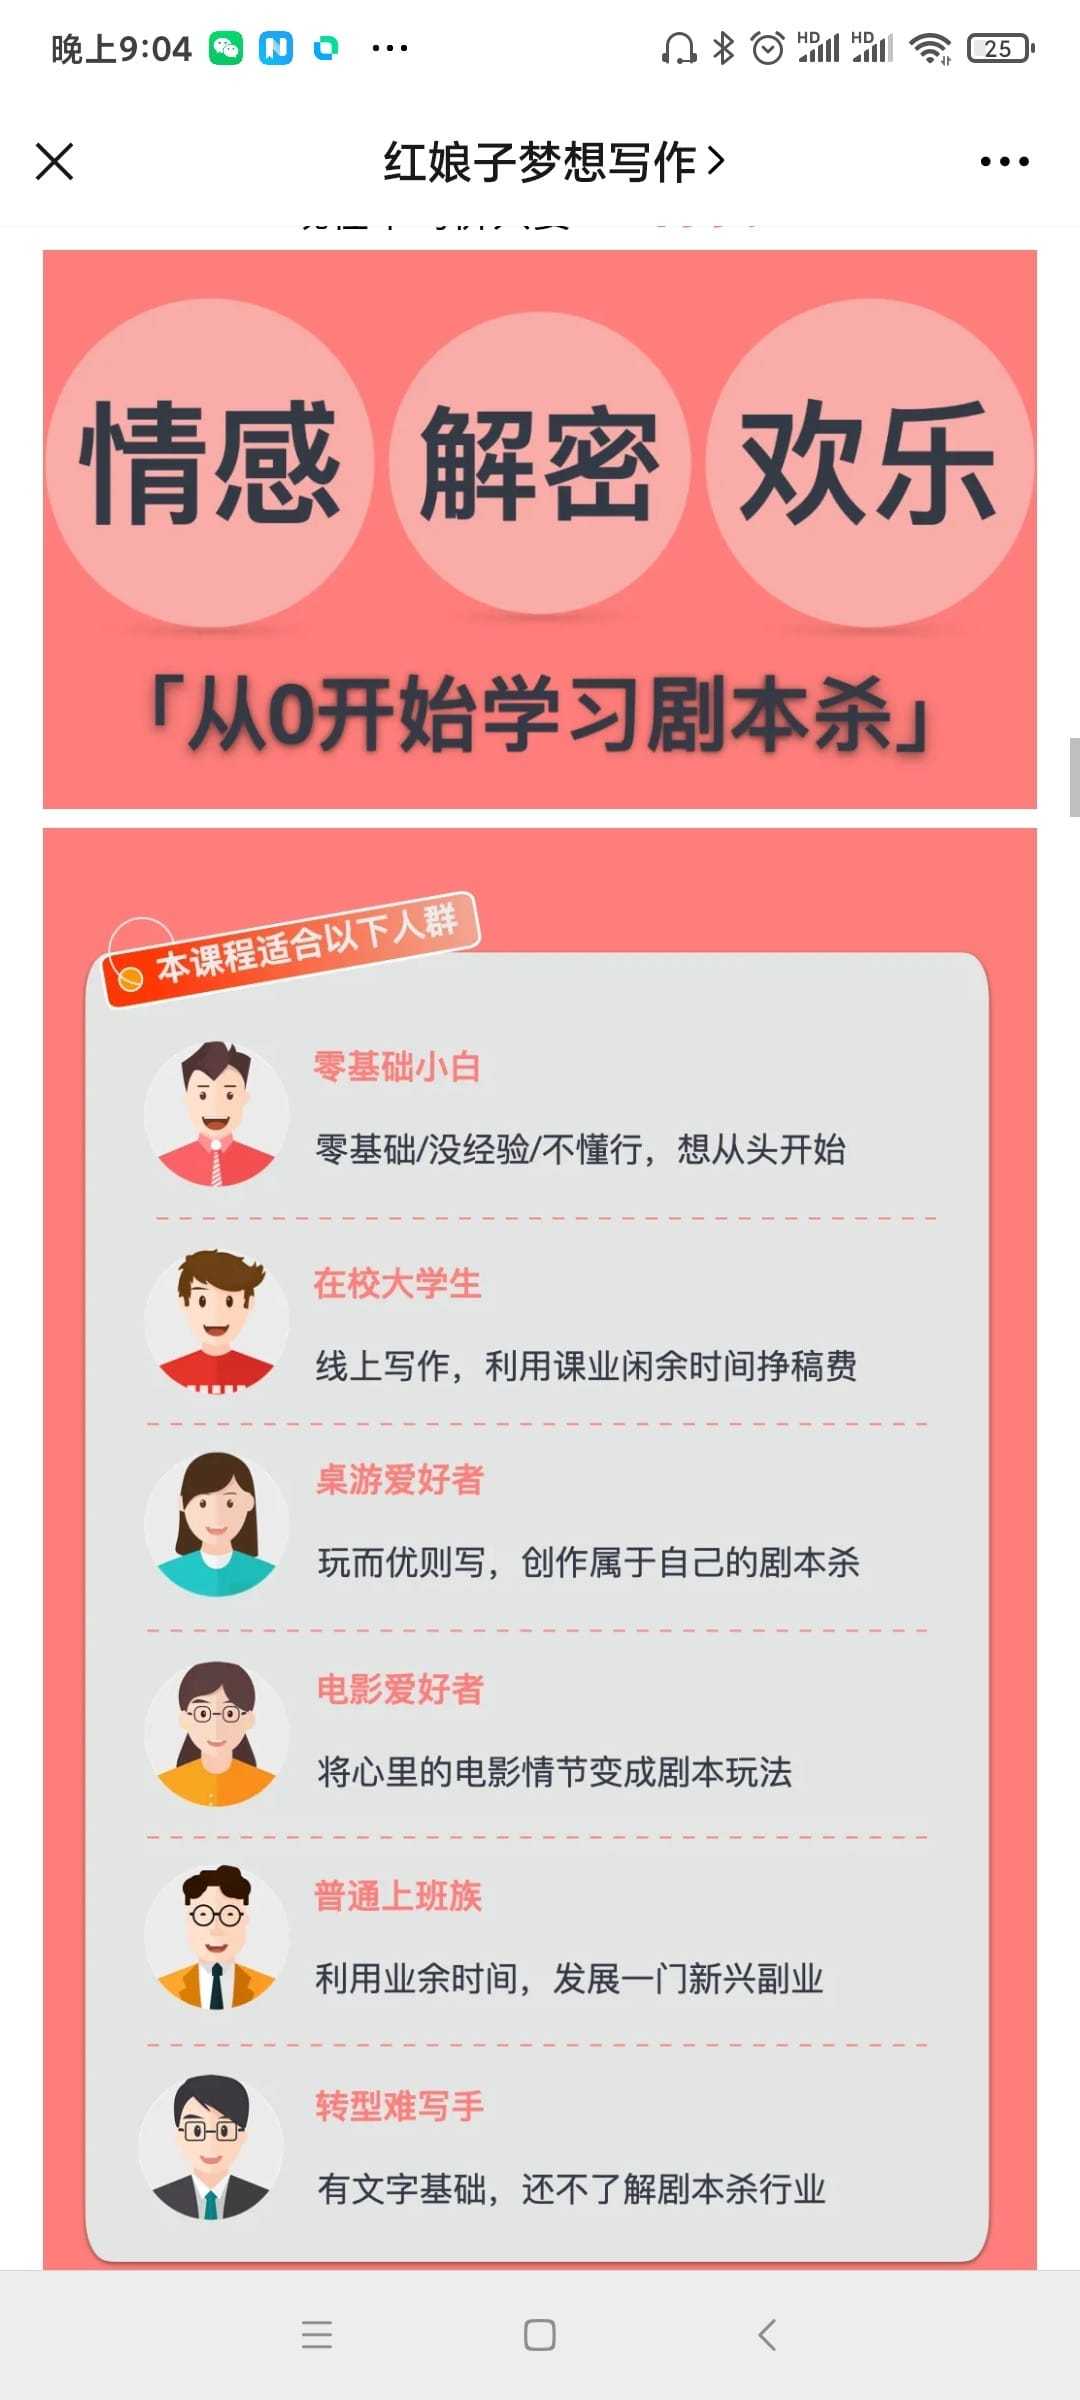 晚上9:04
HD
HD
25
红娘子梦想写作
情感
解密
欢乐
「从0开始学习剧本杀」
本课程适合以下人群
零基础小白
零基础/没经验/不懂行，想从头开始
在校大学生
线上写作，利用课业闲余时间挣稿费
桌游爱好者
玩而优则写，创作属于自己的剧本杀
电影爱好者
将心里的电影情节变成剧本玩法
普通上班族
利用业余时间，发展一门新兴副业
转型难写手
有文字基础，还不了解剧本杀行业